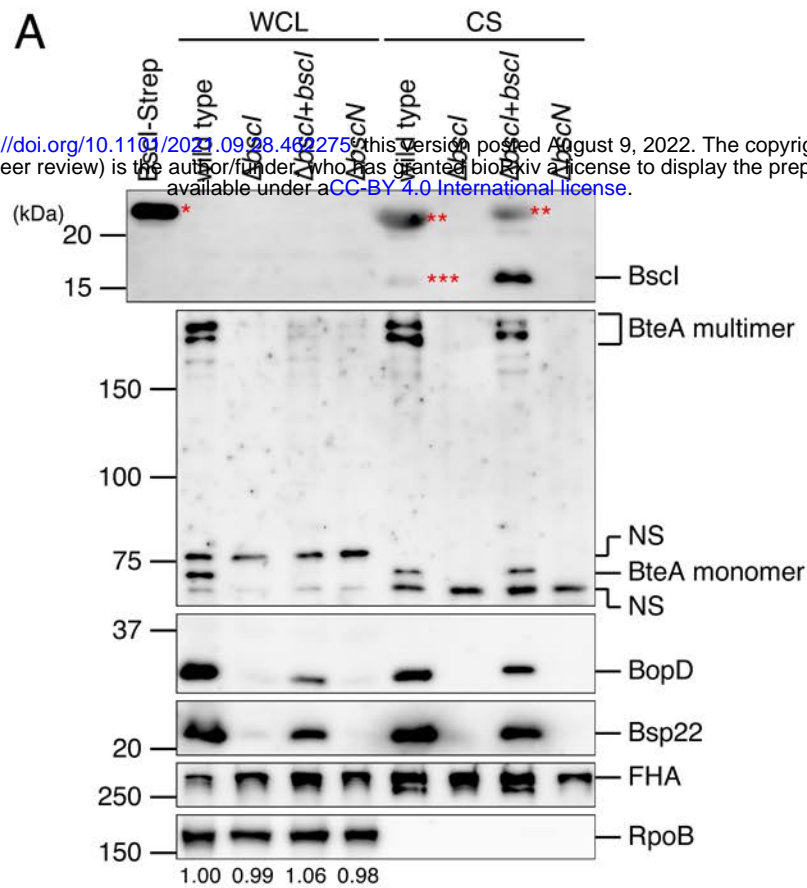 A
WCL CS
BscI-Strep
wild type
ΔbscI
ΔbscI+bscI
ΔbscN
wild type
ΔbscI
ΔbscI+bscI
ΔbscN
//doi.org/10.1101/2021.09.28.462275; this version posted August 9, 2022. The copyrig
eer review) is the author/funder, who has granted bioRxiv a license to display the prep
available under aCC-BY 4.0 International license.
(kDa)
* ** **
20
*** BscI
15
BteA multimer
150
100
NS
75
BteA monomer
NS
37
BopD
Bsp22
20
FHA
250
RpoB
150
1.00 0.99 1.06 0.98